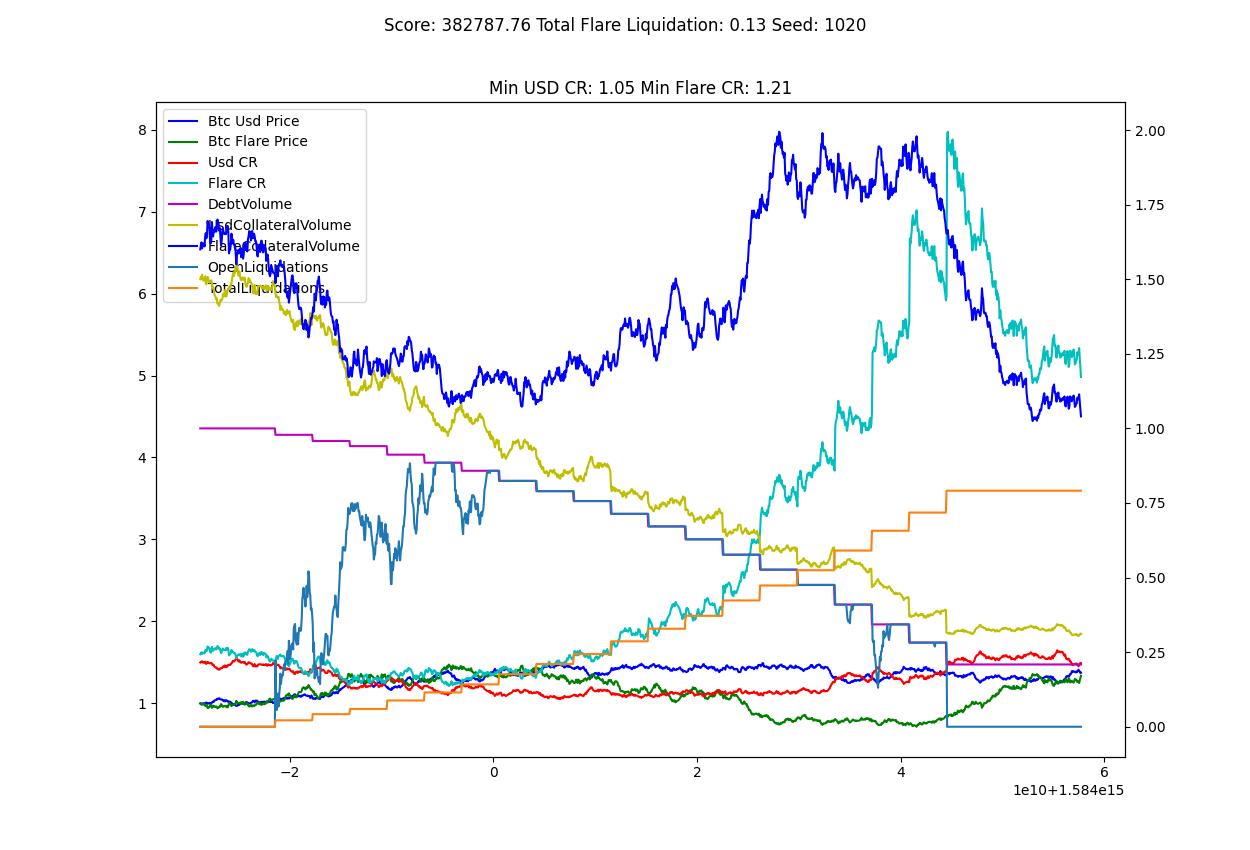 Score: 382787.76 Total Flare Liquidation: 0.13 Seed: 1020
Min USD CR: 1.05 Min Flare CR: 1.21
Btc Usd Price
Btc Flare Price
Usd CR
Flare CR
DebtVolume
UsdCollateralVolume
FlareCollateralVolume
OpenLiquidations
TotalLiquidations
8
7
6
5
4
3
2
1
2.00
1.75
1.50
1.25
1.00
0.75
0.50
0.25
0.00
−2
0
2
4
6
1e10+1.584e15